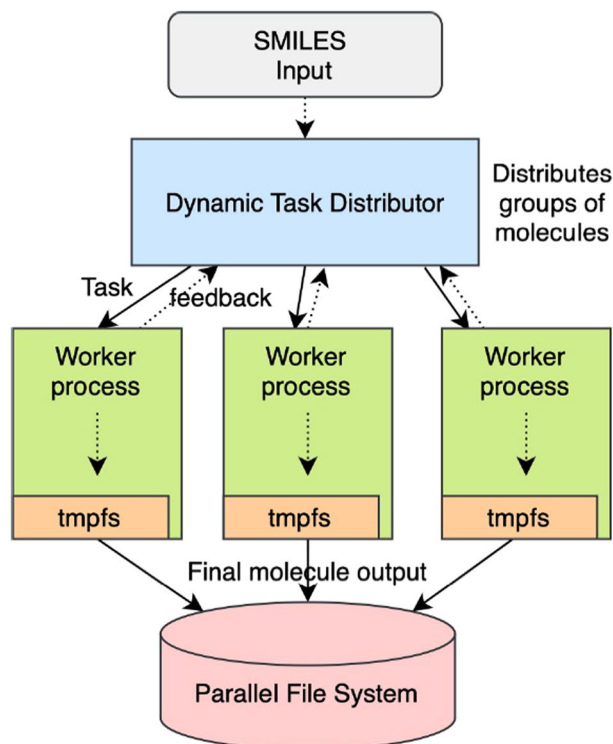 SMILES
Input
Dynamic Task Distributor
Distributes
groups of
molecules
Task
feedback
Worker
process
Worker
process
Worker
process
tmpfs
tmpfs
tmpfs
Final molecule output
Parallel File System